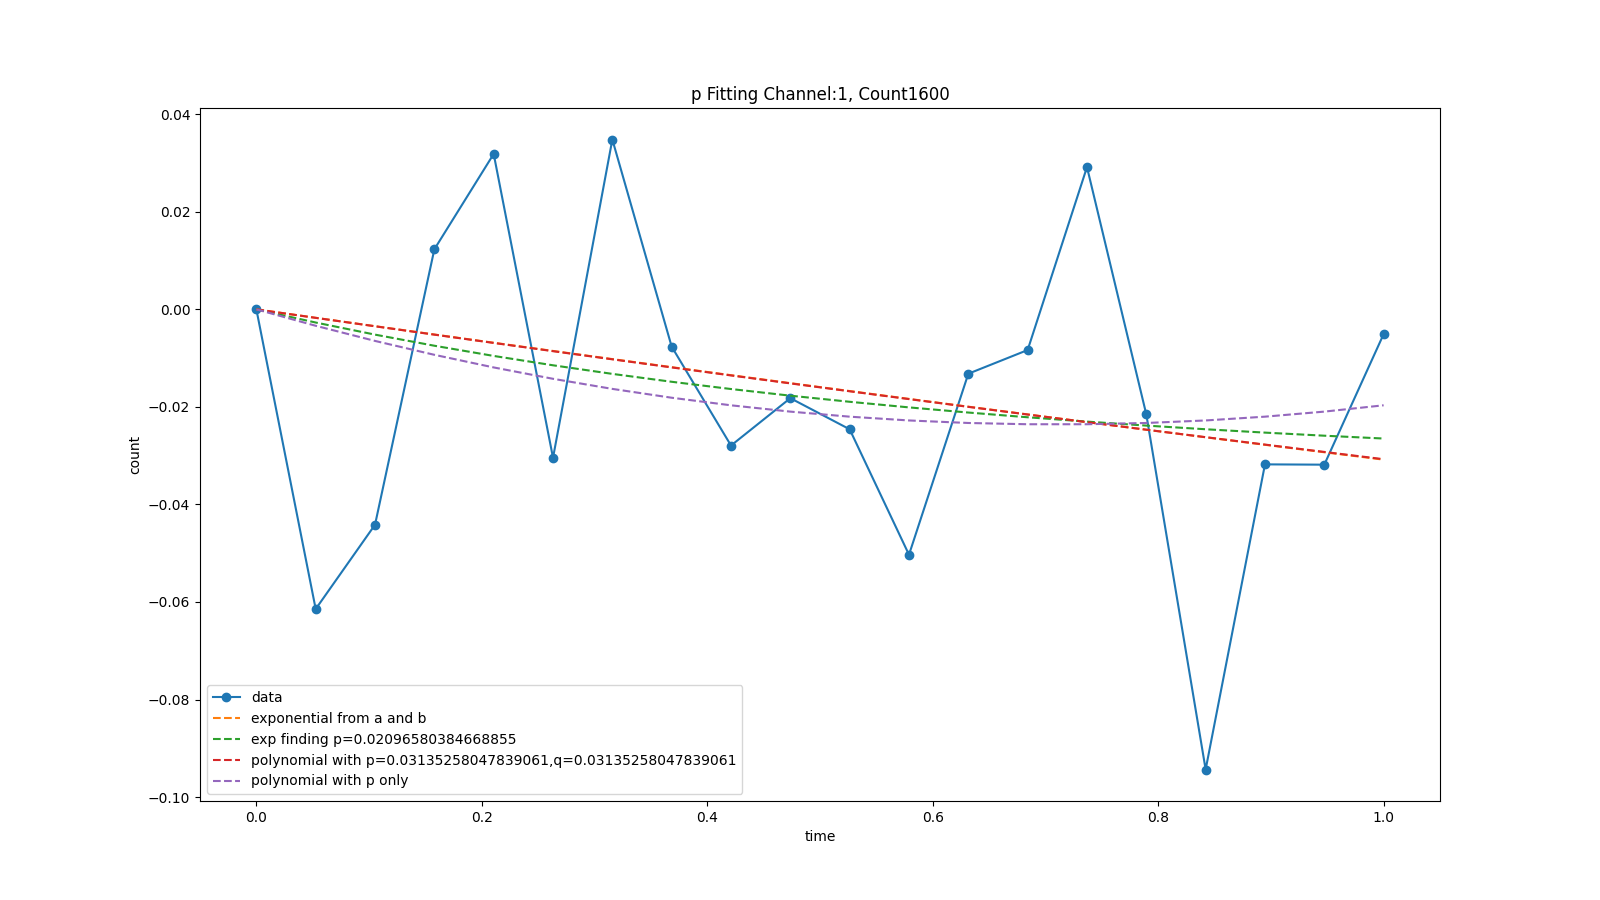 p Fitting Channel:1, Count1600
0.04
0.02
0.00
−0.02
−0.04
−0.06
−0.08
−0.10
count
data
exponential from a and b
exp finding p=0.02096580384668855
polynomial with p=0.03135258047839061,q=0.03135258047839061
polynomial with p only
0.0 0.2 0.4 0.6 0.8 1.0
time